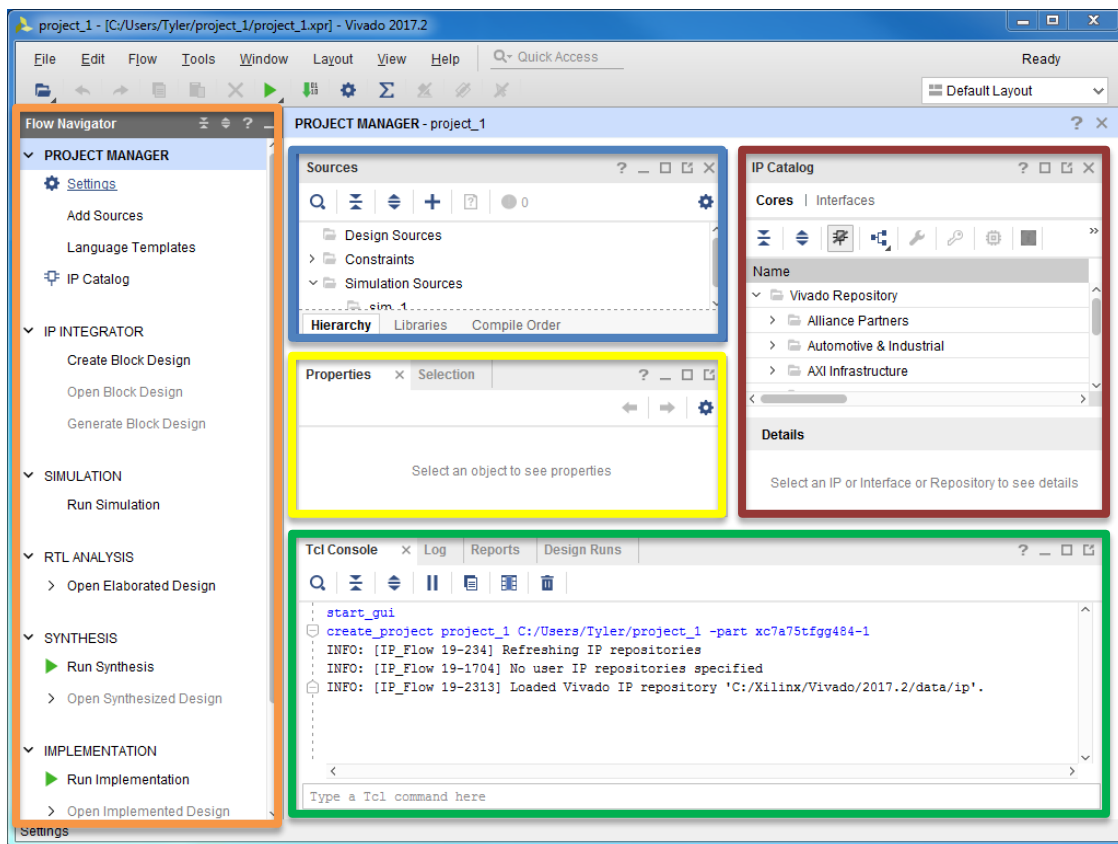 project_1 - [C:/Users/Tyler/project_1/project_1.xpr] - Vivado 2017.2
File Edit Flow Tools Window Layout View Help Quick Access Ready
Default Layout
Flow Navigator
PROJECT MANAGER
Settings
Add Sources
Language Templates
IP Catalog
IP INTEGRATOR
Create Block Design
Open Block Design
Generate Block Design
SIMULATION
Run Simulation
RTL ANALYSIS
Open Elaborated Design
SYNTHESIS
Run Synthesis
Open Synthesized Design
IMPLEMENTATION
Run Implementation
Open Implemented Design
PROJECT MANAGER - project_1
Sources
0
Design Sources
Constraints
Simulation Sources
sim_1
Hierarchy Libraries Compile Order
Properties Selection
Select an object to see properties
IP Catalog
Cores | Interfaces
Name
Vivado Repository
Alliance Partners
Automotive & Industrial
AXI Infrastructure
Details
Select an IP or Interface or Repository to see details
Tcl Console Log Reports Design Runs
start_gui
create_project project_1 C:/Users/Tyler/project_1 -part xc7a75tfgg484-1
INFO: [IP_Flow 19-234] Refreshing IP repositories
INFO: [IP_Flow 19-1704] No user IP repositories specified
INFO: [IP_Flow 19-2313] Loaded Vivado IP repository 'C:/Xilinx/Vivado/2017.2/data/ip'.
Type a Tcl command here
Settings